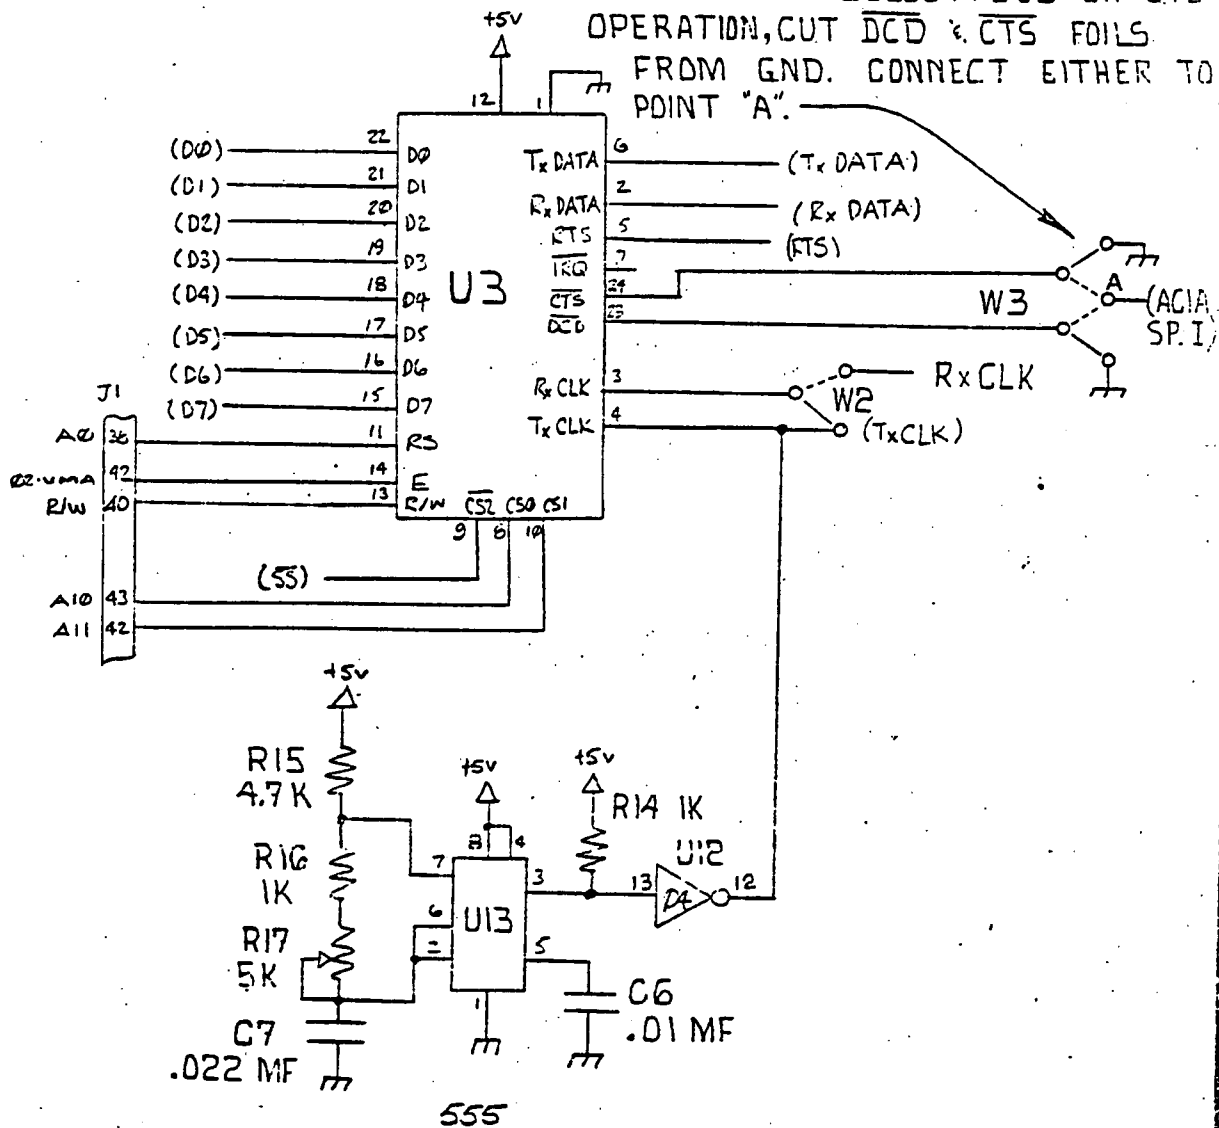 OPERATION, CUT DCD & CTS FOILS
FROM GND. CONNECT EITHER TO
POINT "A".
+5V
12
1
(D0) 22 D0
(D1) 21 D1
(D2) 20 D2
(D3) 19 D3
(D4) 18 D4
(D5) 17 D5
(D6) 16 D6
(D7) 15 D7
U3
Tx DATA 6 (Tx DATA)
Rx DATA 2 (Rx DATA)
RTS 5 (RTS)
IRQ 7
CTS 24
DCD 23
Rx CLK 3
Tx CLK 4
W3
A
(ACIA
SP. I)
W2
RxCLK
(TxCLK)
J1
A0 38 11 RS
02·VMA 42 14 E
R/W 40 13 R/W
CS2 CS0 CS1
9 8 10
(SS)
A10 43
A11 42
+5V
R15
4.7K
R16
1K
R17
5K
C7
.022 MF
+5V
8 4
7
6
2
U13
3
5
1
+5V
R14 1K
U12
13 D4 12
C6
.01 MF
555